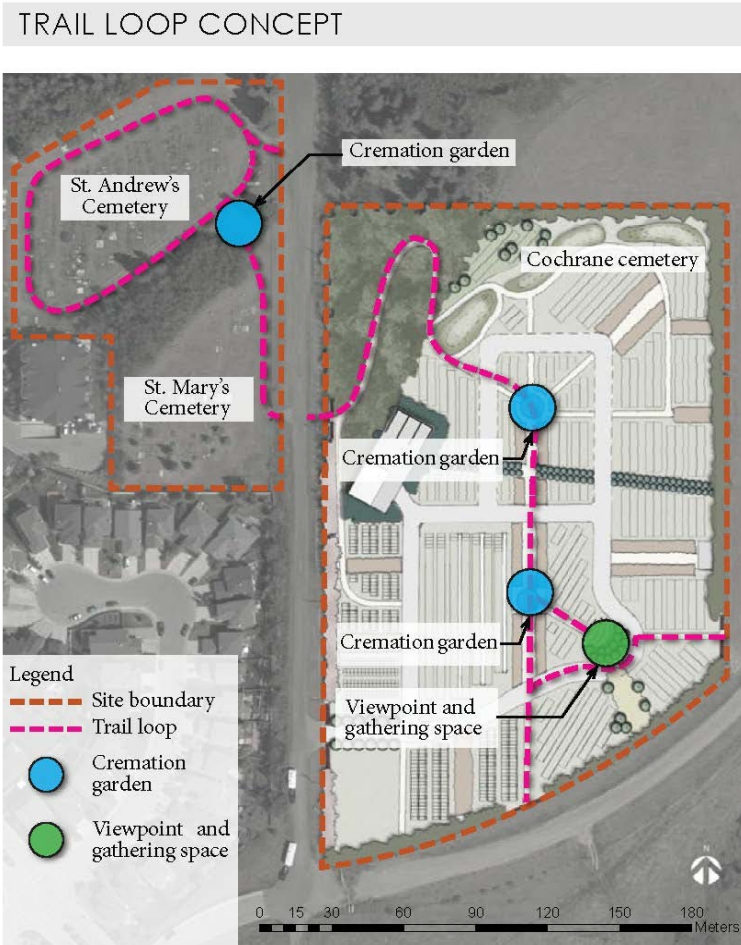 TRAIL LOOP CONCEPT
Cremation garden
St. Andrew's
Cemetery
Cochrane cemetery
St. Mary's
Cemetery
Cremation garden
Cremation garden
Viewpoint and
gathering space
Legend
Site boundary
Trail loop
Cremation
garden
Viewpoint and
gathering space
N
0 15 30 60 90 120 150 180
Meters